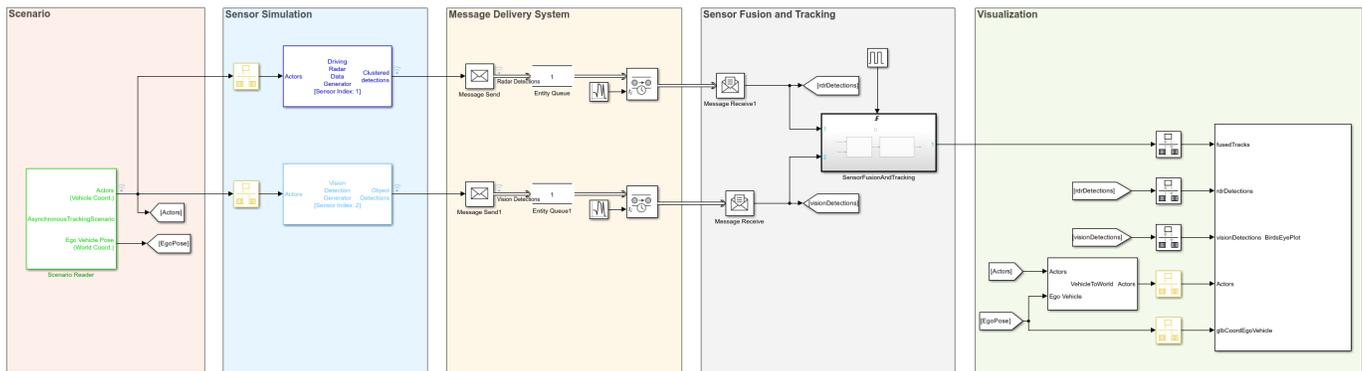 Scenario
Actors
(Vehicle Coord.)
AsynchronousTrackingScenario
Ego Vehicle Pose
(World Coord.)
Scenario Reader
[Actors]
[EgoPose]
Sensor Simulation
Actors
Driving
Radar
Data
Generator
[Sensor Index: 1]
Clustered
detections
Actors
Vision
Detection
Generator
[Sensor Index: 2]
Object
Detections
Message Delivery System
Message Send
Radar Detections
1
Entity Queue
Message Send1
Vision Detections
1
Entity Queue1
Sensor Fusion and Tracking
Message Receive1
[rdrDetections]
1
2
1
SensorFusionAndTracking
Message Receive
[visionDetections]
Visualization
fusedTracks
[rdrDetections]
rdrDetections
[visionDetections]
visionDetections BirdsEyePlot
[Actors]
Actors
VehicleToWorld Actors
Ego Vehicle
Actors
[EgoPose]
glbCoordEgoVehicle